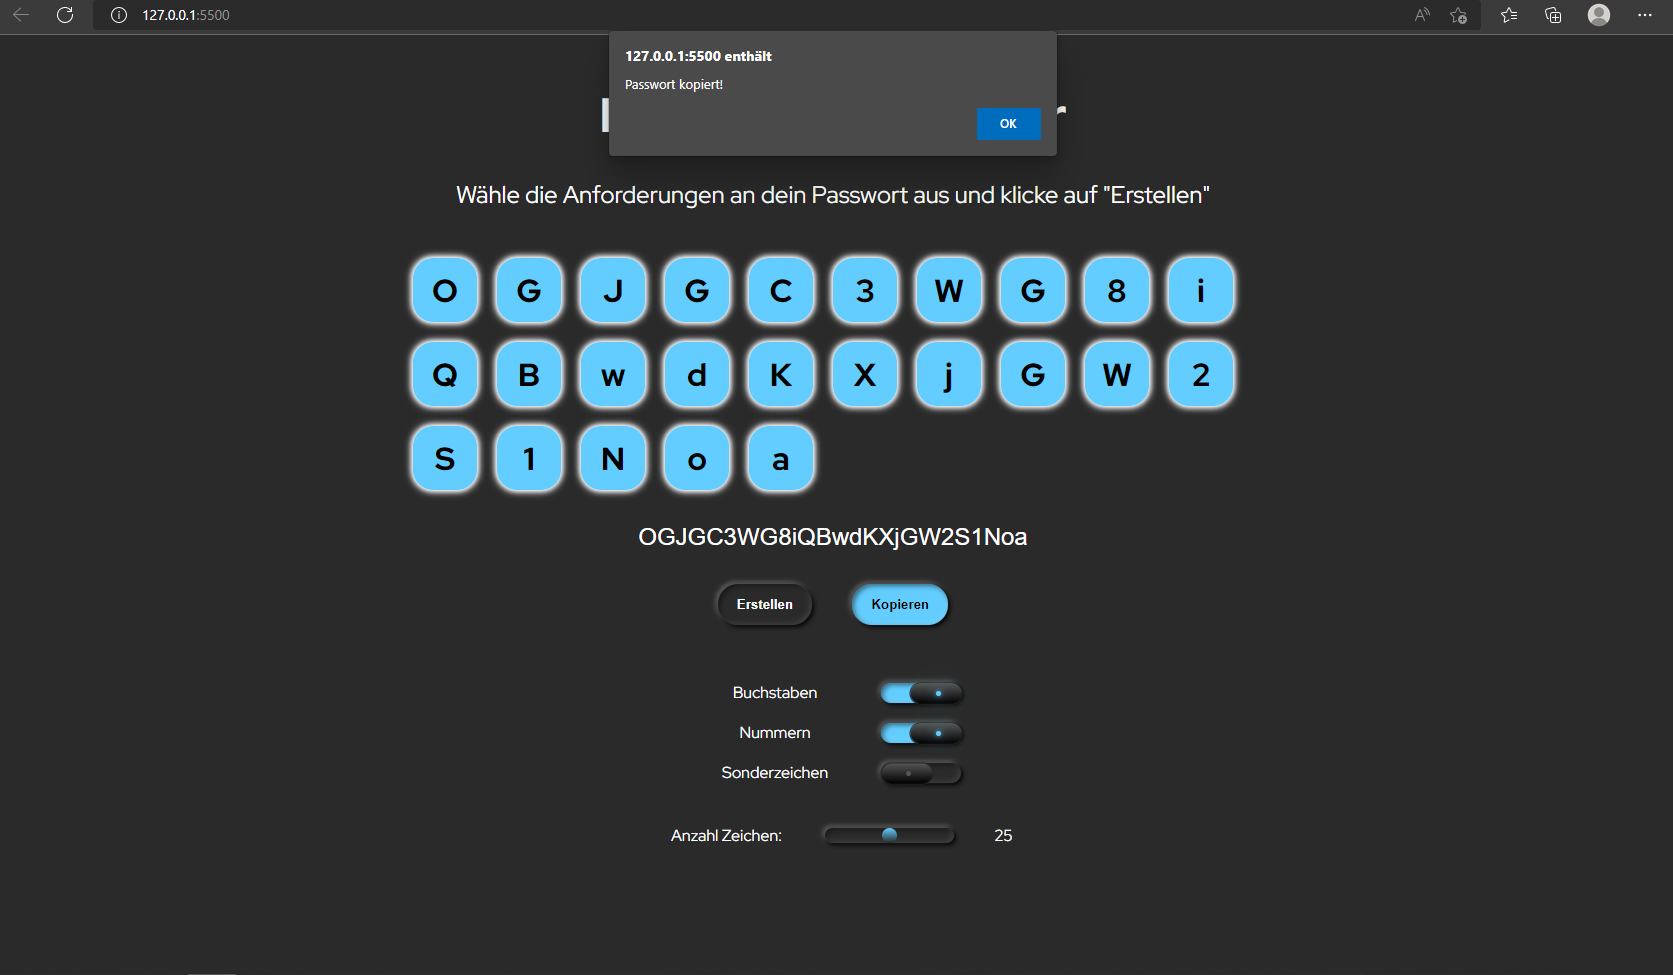 127.0.0.1:5500
127.0.0.1:5500 enthält
Passwort kopiert!
OK
Wähle die Anforderungen an dein Passwort aus und klicke auf "Erstellen"
O G J G C 3 W G 8 i
Q B w d K X j G W 2
S 1 N o a
OGJGC3WG8iQBwdKXjGW2S1Noa
Erstellen Kopieren
Buchstaben
Nummern
Sonderzeichen
Anzahl Zeichen: 25